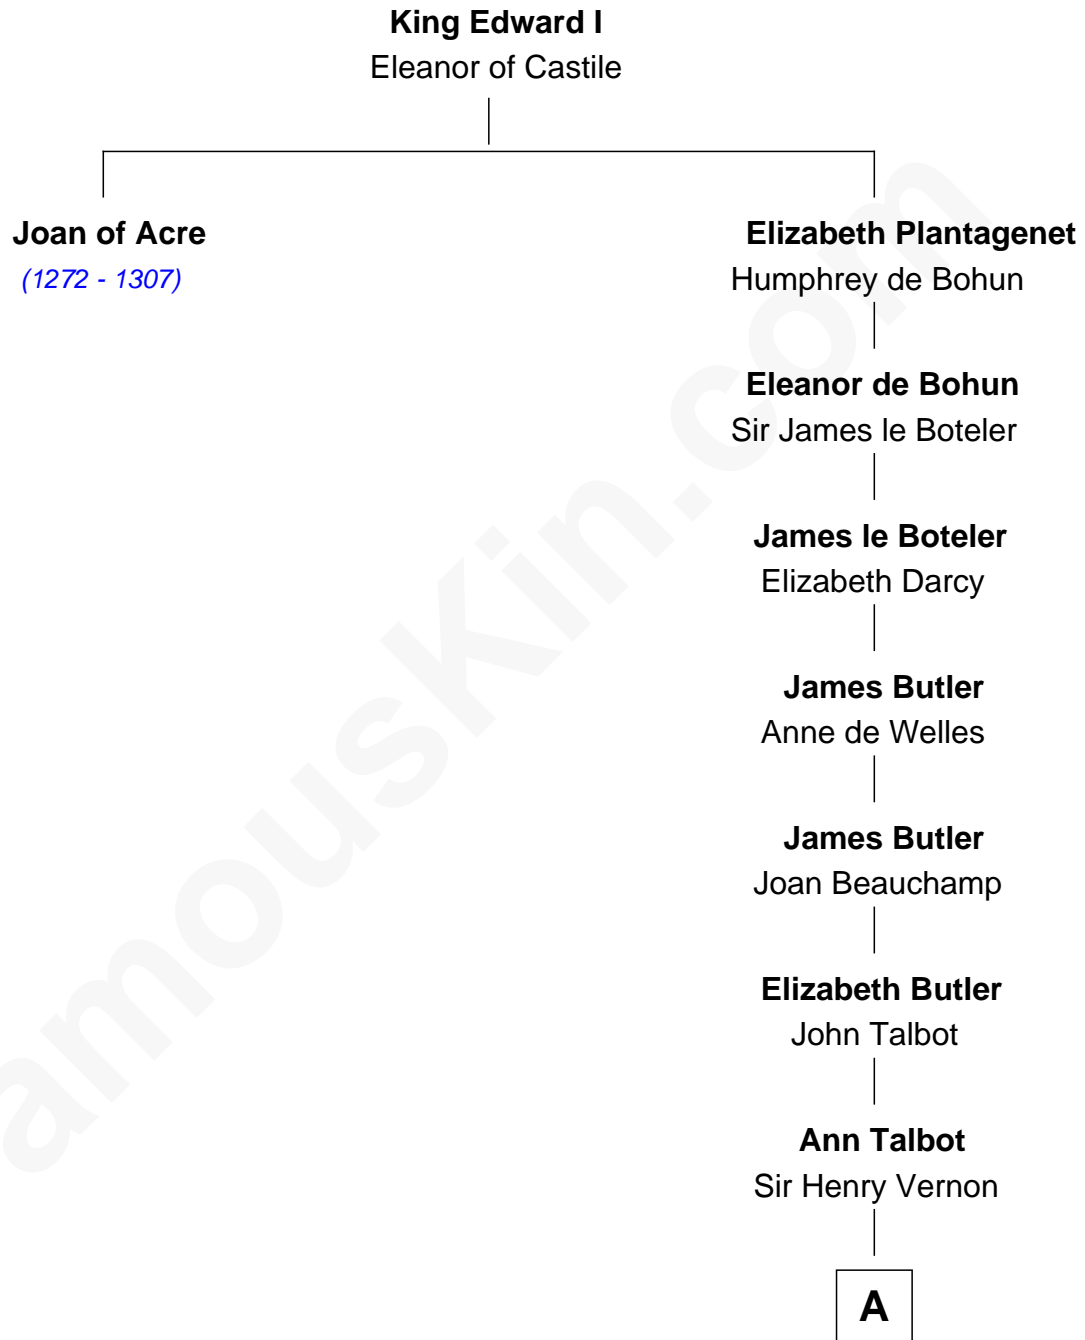 King Edward I
Eleanor of Castile
Joan of Acre
(1272 - 1307)
Elizabeth Plantagenet
Humphrey de Bohun
Eleanor de Bohun
Sir James le Boteler
James le Boteler
Elizabeth Darcy
James Butler
Anne de Welles
James Butler
Joan Beauchamp
Elizabeth Butler
John Talbot
Ann Talbot
Sir Henry Vernon
A
amousKin.com